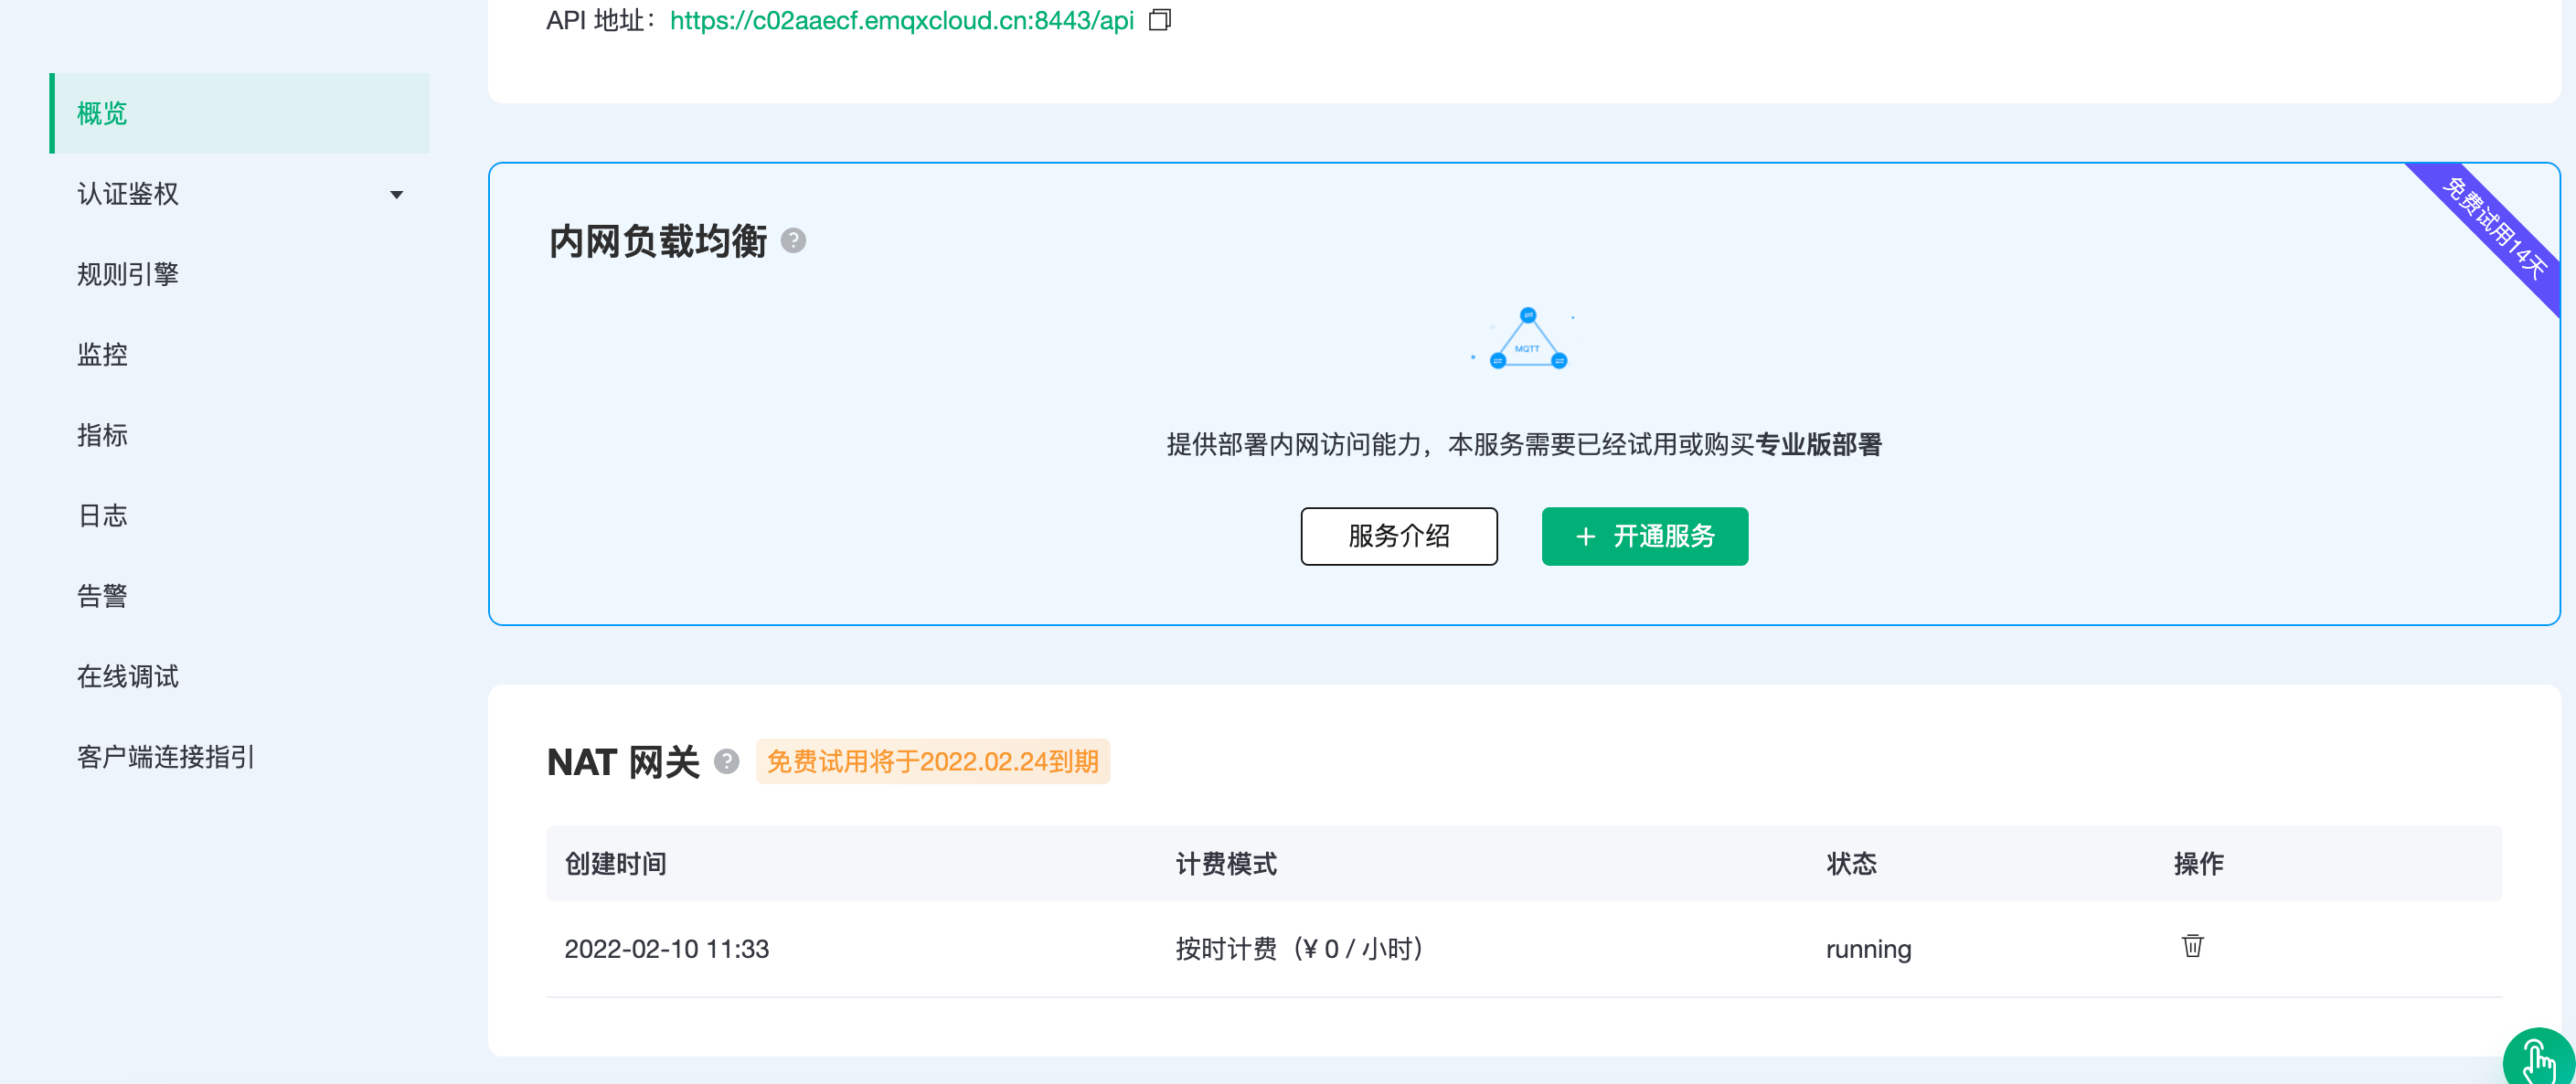 API 地址： https://c02aaecf.emqxcloud.cn:8443/api
概览
认证鉴权
规则引擎
监控
指标
日志
告警
在线调试
客户端连接指引
内网负载均衡 ?
免费试用14天
MQTT
提供部署内网访问能力，本服务需要已经试用或购买专业版部署
服务介绍
+ 开通服务
NAT 网关 ? 免费试用将于2022.02.24到期
创建时间 计费模式 状态 操作
2022-02-10 11:33 按时计费（¥ 0 / 小时） running